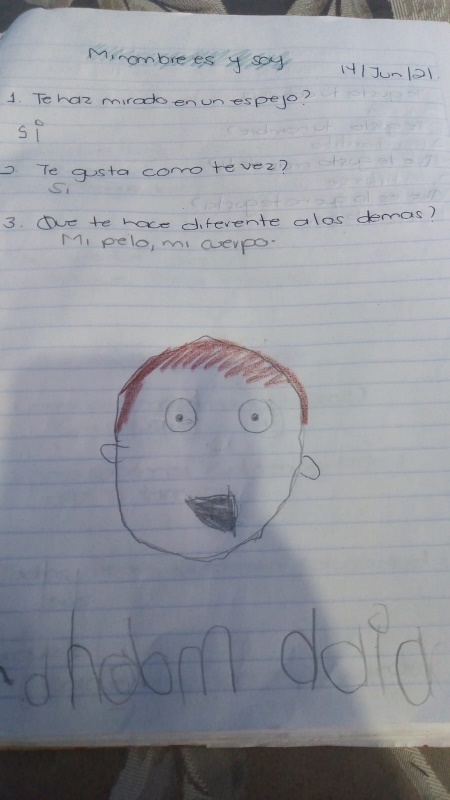 Mi nombre es y soy
14/Jun/21.
1. Te haz mirado en un espejo?
si
2. Te gusta como te vez?
Si
3. Que te hace diferente a los demas?
Mi pelo, mi cuerpo.